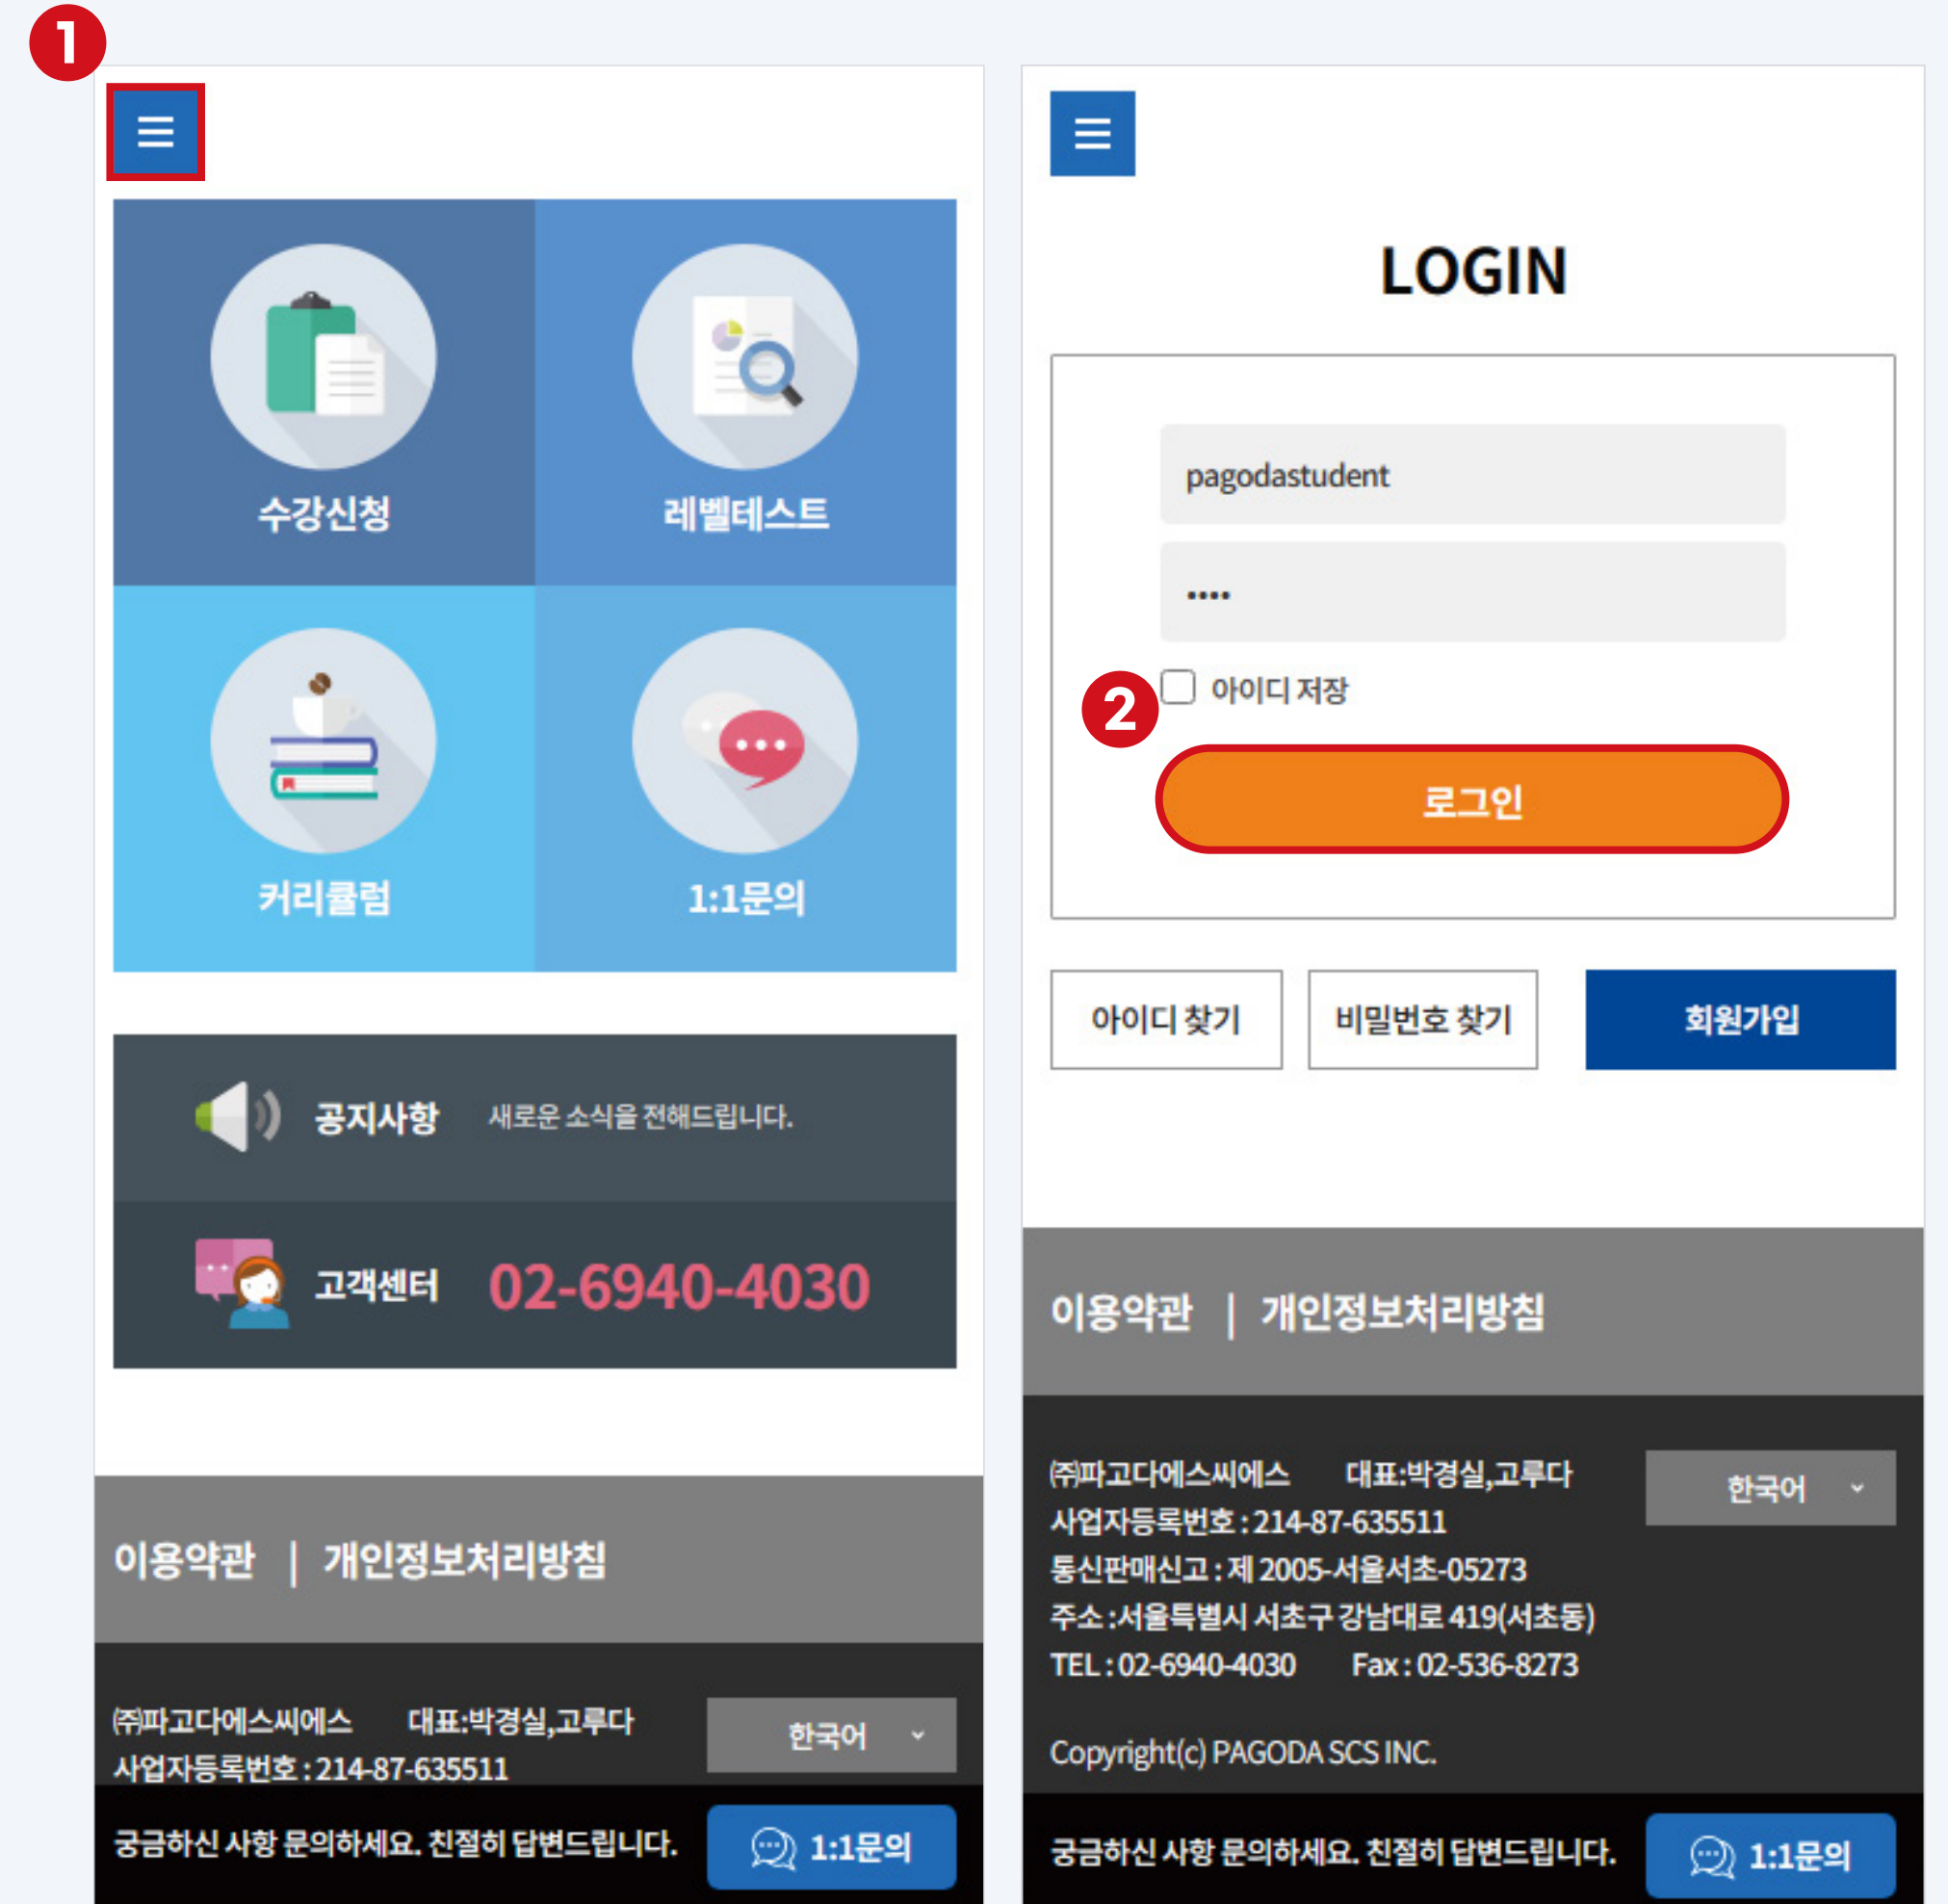 1
수강신청
레벨테스트
커리큘럼
1:1문의
공지사항 새로운 소식을 전해드립니다.
고객센터 02-6940-4030
이용약관 | 개인정보처리방침
㈜파고다에스씨에스 대표:박경실,고루다
사업자등록번호 : 214-87-635511
한국어
궁금하신 사항 문의하세요. 친절히 답변드립니다.
1:1문의
LOGIN
pagodastudent
••••
2
아이디 저장
로그인
아이디 찾기
비밀번호 찾기
회원가입
이용약관 | 개인정보처리방침
㈜파고다에스씨에스 대표:박경실,고루다
사업자등록번호 : 214-87-635511
통신판매신고 : 제 2005-서울서초-05273
주소 :서울특별시 서초구 강남대로 419(서초동)
TEL : 02-6940-4030 Fax : 02-536-8273
한국어
Copyright(c) PAGODA SCS INC.
궁금하신 사항 문의하세요. 친절히 답변드립니다.
1:1문의